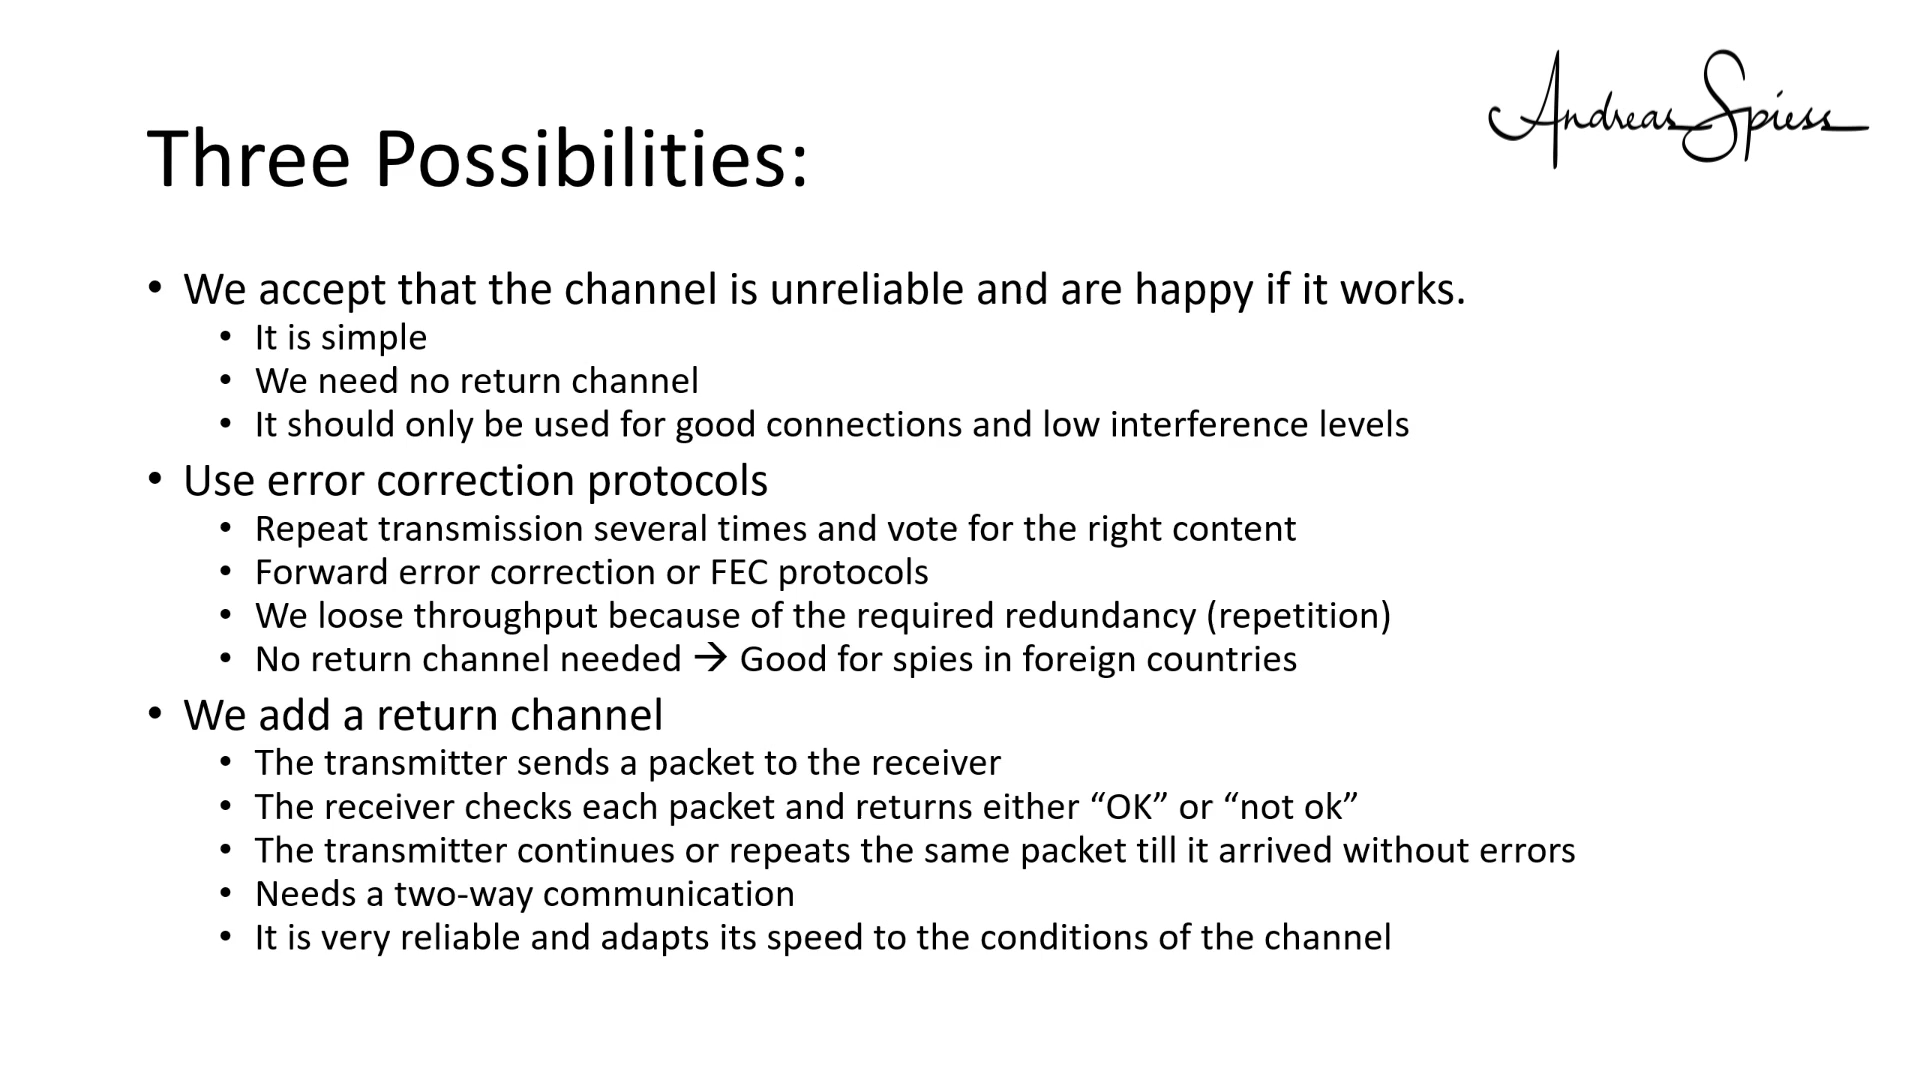 Andreas Spiess
Three Possibilities:
• We accept that the channel is unreliable and are happy if it works.
• It is simple
• We need no return channel
• It should only be used for good connections and low interference levels
• Use error correction protocols
• Repeat transmission several times and vote for the right content
• Forward error correction or FEC protocols
• We loose throughput because of the required redundancy (repetition)
• No return channel needed → Good for spies in foreign countries
• We add a return channel
• The transmitter sends a packet to the receiver
• The receiver checks each packet and returns either “OK” or “not ok”
• The transmitter continues or repeats the same packet till it arrived without errors
• Needs a two-way communication
• It is very reliable and adapts its speed to the conditions of the channel